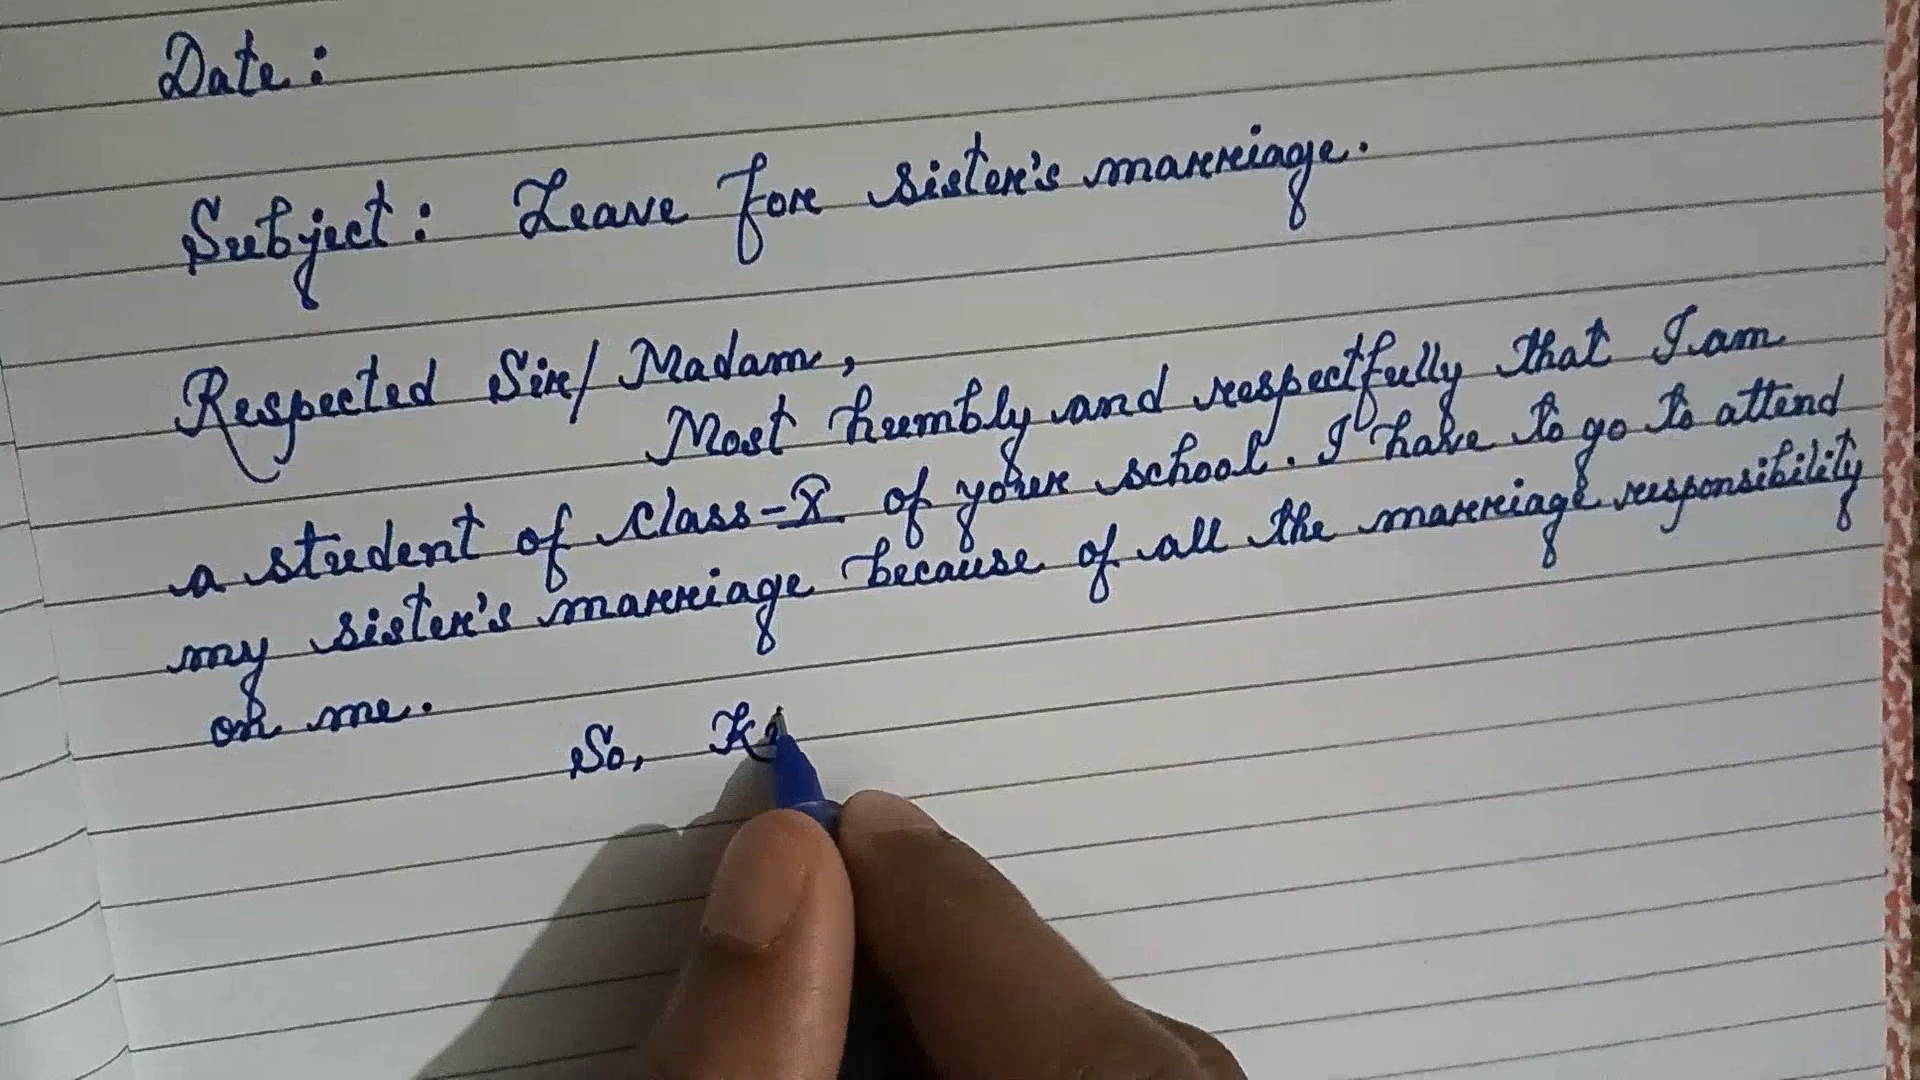 Date:
Subject: Leave for sister's marriage.
Respected Sir/ Madam,
Most humbly and respectfully that I am
a student of class-X of your school. I have to go to attend
my sister's marriage because of all the marriage responsibility
on me.
So,